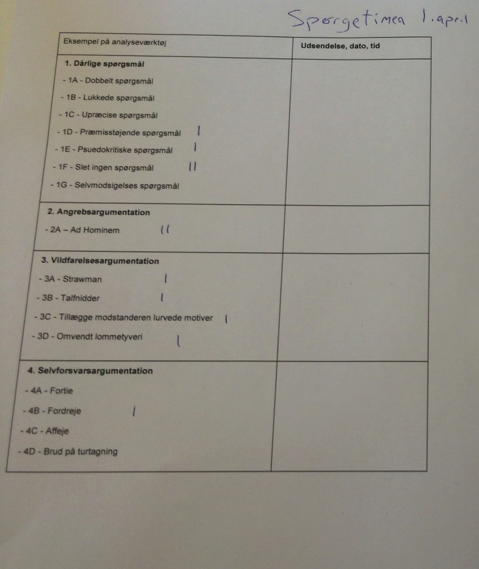 Spørgetimen 1. april
Eksempel på analyseværktøj
Udsendelse, dato, tid
1. Dårlige spørgsmål
- 1A - Dobbelt spørgsmål
- 1B - Lukkede spørgsmål
- 1C - Upræcise spørgsmål
- 1D - Præmisstøjende spørgsmål |
- 1E - Psuedokritiske spørgsmål |
- 1F - Slet ingen spørgsmål ||
- 1G - Selvmodsigelses spørgsmål
2. Angrebsargumentation
- 2A – Ad Hominem ||
3. Vildfarelsesargumentation
- 3A - Strawman |
- 3B - Talfnidder |
- 3C - Tillægge modstanderen lurvede motiver |
- 3D - Omvendt lommetyveri |
4. Selvforsvarsargumentation
- 4A - Fortie
- 4B - Fordreje |
- 4C - Affeje
- 4D - Brud på turtagning